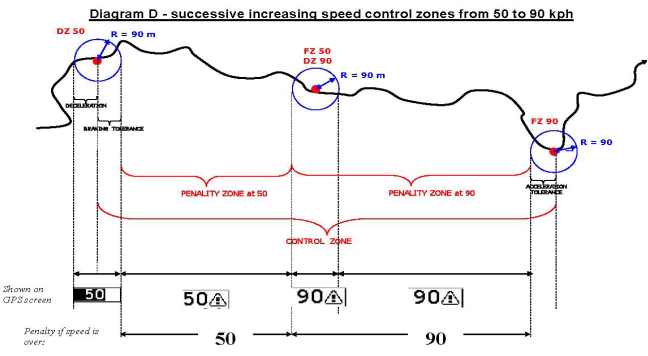 Diagram D - successive increasing speed control zones from 50 to 90 kph
DZ 50
R = 90 m
FZ 50
DZ 90
R = 90 m
FZ 90
R = 90
DECELERATION
BRAKING TOLERANCE
PENALITY ZONE at 50
PENALITY ZONE at 90
ACCELERATION
TOLERANCE
CONTROL ZONE
Shown on
GPS screen
50
50
90
90
Penalty if speed is
over:
50
90